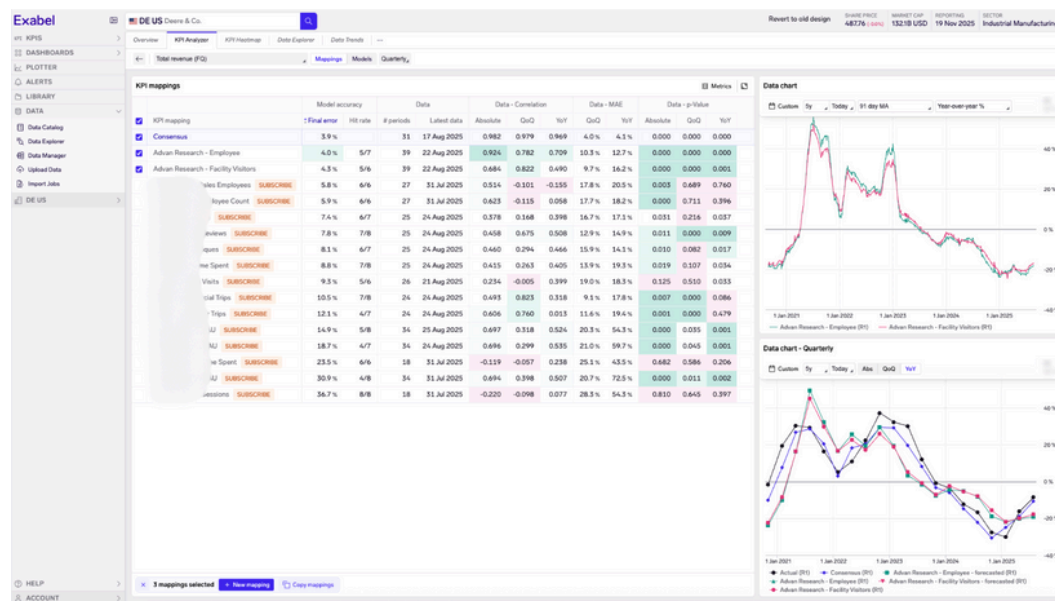 Exabel
DE US Deere & Co.
Revert to old design
SHARE PRICE
MARKET CAP
132.1B USD
REPORTING
19 Nov 2025
SECTOR
Industrial Manufacturing
KPIS
DASHBOARDS
PLOTTER
ALERTS
LIBRARY
DATA
Data Catalog
Data Explorer
Data Manager
Upload Data
Import Jobs
DE US
HELP
ACCOUNT
Overview KPI Analyzer KPI Heatmap Data Explorer Data Trends ...
Total revenue (FQ) Mappings Models Quarterly
KPI mappings Metrics
Model accuracy Data Data - Correlation Data - MAE Data - p-Value
KPI mapping Final error Hit rate # periods Latest data Absolute QoQ YoY QoQ YoY Absolute QoQ YoY
Consensus 3.9 % 31 17 Aug 2025 0.982 0.979 0.969 4.0 % 4.1 % 0.000 0.000 0.000
Advan Research - Employee 4.0 % 5/7 39 22 Aug 2025 0.924 0.782 0.709 10.3 % 12.7 % 0.000 0.000 0.000
Advan Research - Facility Visitors 4.3 % 5/6 39 22 Aug 2025 0.684 0.822 0.490 9.7 % 16.2 % 0.000 0.000 0.001
ales Employees SUBSCRIBE 5.8 % 6/6 27 31 Jul 2025 0.514 -0.101 -0.155 17.8 % 20.5 % 0.003 0.689 0.760
loyee Count SUBSCRIBE 5.9 % 6/6 27 31 Jul 2025 0.623 -0.115 0.058 17.7 % 18.2 % 0.000 0.711 0.396
SUBSCRIBE 7.4 % 6/7 25 24 Aug 2025 0.378 0.168 0.398 16.7 % 17.1 % 0.031 0.216 0.037
eviews SUBSCRIBE 7.8 % 7/8 25 24 Aug 2025 0.458 0.675 0.508 12.9 % 14.9 % 0.011 0.000 0.009
ques SUBSCRIBE 8.1 % 6/7 25 24 Aug 2025 0.460 0.294 0.466 15.9 % 14.1 % 0.010 0.082 0.017
me Spent SUBSCRIBE 8.8 % 7/8 25 24 Aug 2025 0.415 0.263 0.405 13.9 % 19.3 % 0.019 0.107 0.034
Visits SUBSCRIBE 9.3 % 5/6 26 21 Aug 2025 0.234 -0.005 0.399 19.0 % 18.3 % 0.125 0.510 0.033
cial Trips SUBSCRIBE 10.5 % 7/8 24 24 Aug 2025 0.493 0.823 0.318 9.1 % 17.8 % 0.007 0.000 0.086
Trips SUBSCRIBE 12.1 % 4/7 24 24 Aug 2025 0.606 0.760 0.013 11.6 % 19.4 % 0.001 0.000 0.479
AU SUBSCRIBE 14.9 % 5/8 34 25 Aug 2025 0.697 0.318 0.524 20.3 % 54.3 % 0.000 0.035 0.001
AU SUBSCRIBE 18.7 % 4/7 34 24 Aug 2025 0.696 0.299 0.535 21.0 % 59.7 % 0.000 0.045 0.001
me Spent SUBSCRIBE 23.5 % 6/6 18 31 Jul 2025 -0.119 -0.057 0.238 25.1 % 43.5 % 0.682 0.586 0.206
AU SUBSCRIBE 30.9 % 4/8 34 31 Jul 2025 0.694 0.398 0.507 20.7 % 72.5 % 0.000 0.011 0.002
essions SUBSCRIBE 36.7 % 8/8 18 31 Jul 2025 -0.220 -0.098 0.077 28.3 % 54.3 % 0.810 0.645 0.397
3 mappings selected + New mapping Copy mappings
Data chart
Custom 5y Today 91 day MA Year-over-year %
40 %
20 %
0 %
-20 %
1 Jan 2021 1 Jan 2022 1 Jan 2023 1 Jan 2024 1 Jan 2025
Advan Research - Employee (R1) Advan Research - Facility Visitors (R1)
Data chart - Quarterly
Custom 5y Today Abs QoQ YoY
40 %
20 %
0 %
-20 %
-40 %
1 Jan 2021 1 Jan 2022 1 Jan 2023 1 Jan 2024 1 Jan 2025
Actual (R1) Consensus (R1) Advan Research - Employee - forecasted (R1)
Advan Research - Employee (R1) Advan Research - Facility Visitors - forecasted (R1)
Advan Research - Facility Visitors (R1)